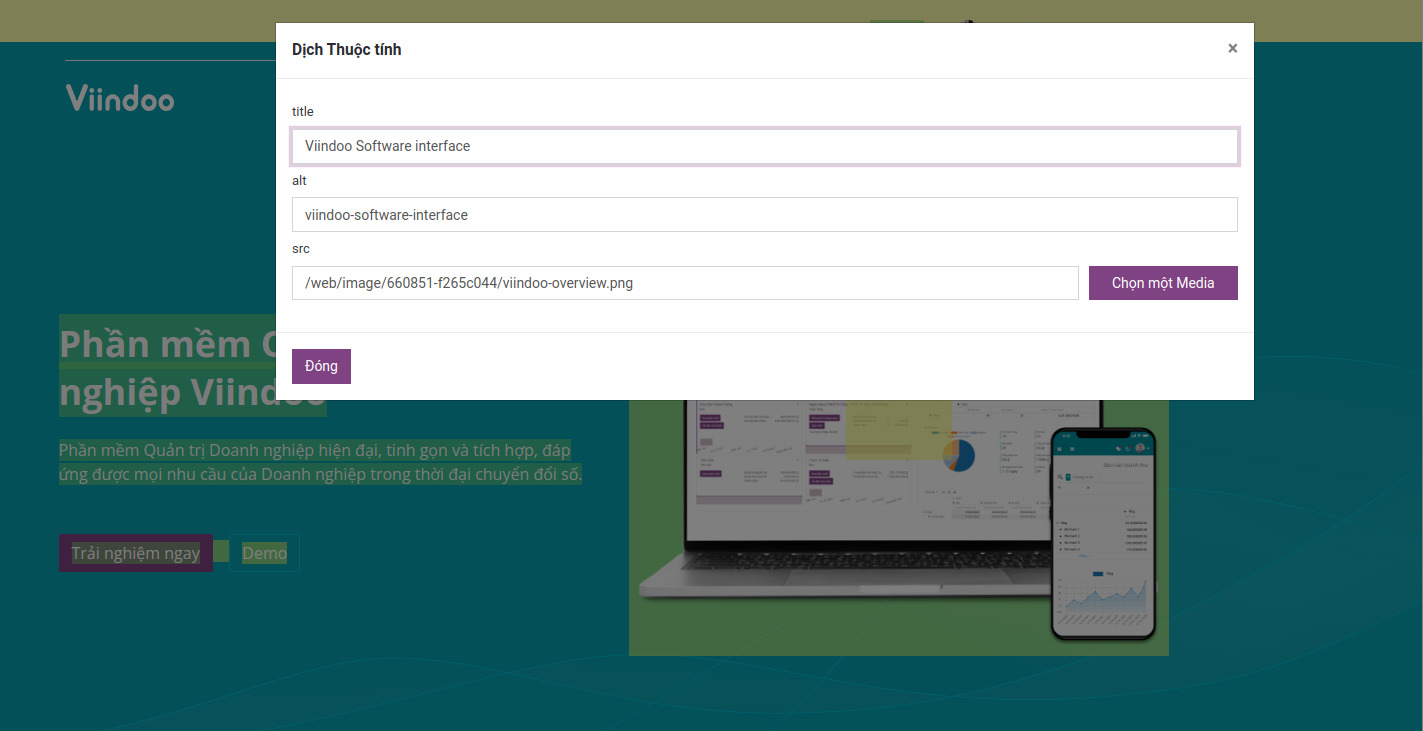 Dịch Thuộc tính
×
title
Viindoo Software interface
alt
viindoo-software-interface
src
/web/image/660851-f265c044/viindoo-overview.png
Chọn một Media
Đóng
Viindoo
Phần mềm
nghiệp Viindoo
Phần mềm Quản trị Doanh nghiệp hiện đại, tinh gọn và tích hợp, đáp
ứng được mọi nhu cầu của Doanh nghiệp trong thời đại chuyển đổi số.
Trải nghiệm ngay
Demo